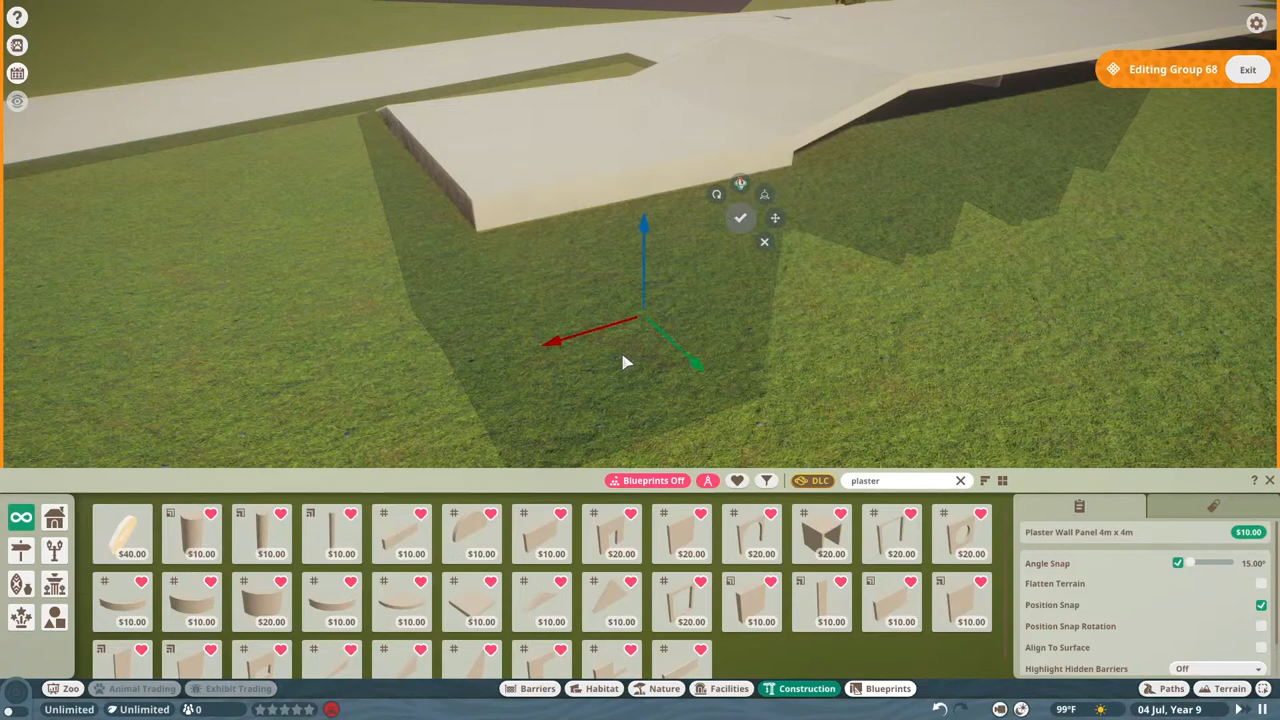 ?
Editing Group 68
Exit
Blueprints Off
DLC
plaster
?
$40.00
$10.00
$10.00
$10.00
$10.00
$10.00
$10.00
$20.00
$10.00
$20.00
$20.00
$20.00
$20.00
$10.00
$10.00
$20.00
$10.00
$10.00
$10.00
$10.00
$10.00
$20.00
$10.00
$10.00
$10.00
$10.00
Plaster Wall Panel 4m x 4m
$10.00
Angle Snap
15.00°
Flatten Terrain
Position Snap
Position Snap Rotation
Align To Surface
Highlight Hidden Barriers
Off
Zoo
Animal Trading
Exhibit Trading
Barriers
Habitat
Nature
Facilities
Construction
Blueprints
Paths
Terrain
Unlimited
Unlimited
0
99°F
04 Jul, Year 9